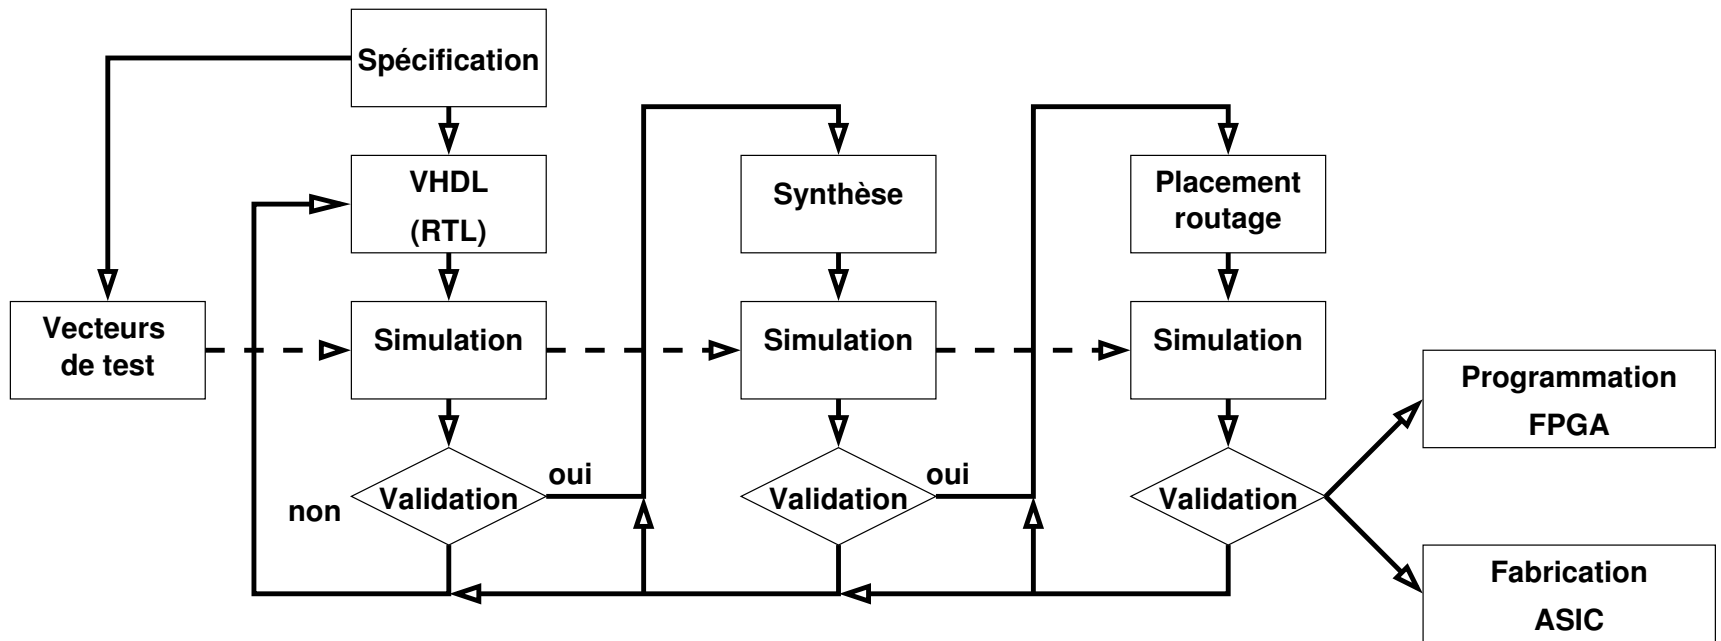 Spécification
VHDL
(RTL)
Synthèse
Placement
routage
Vecteurs
de test
Simulation
Simulation
Simulation
Programmation
FPGA
non
Validation
oui
Validation
oui
Validation
Fabrication
ASIC